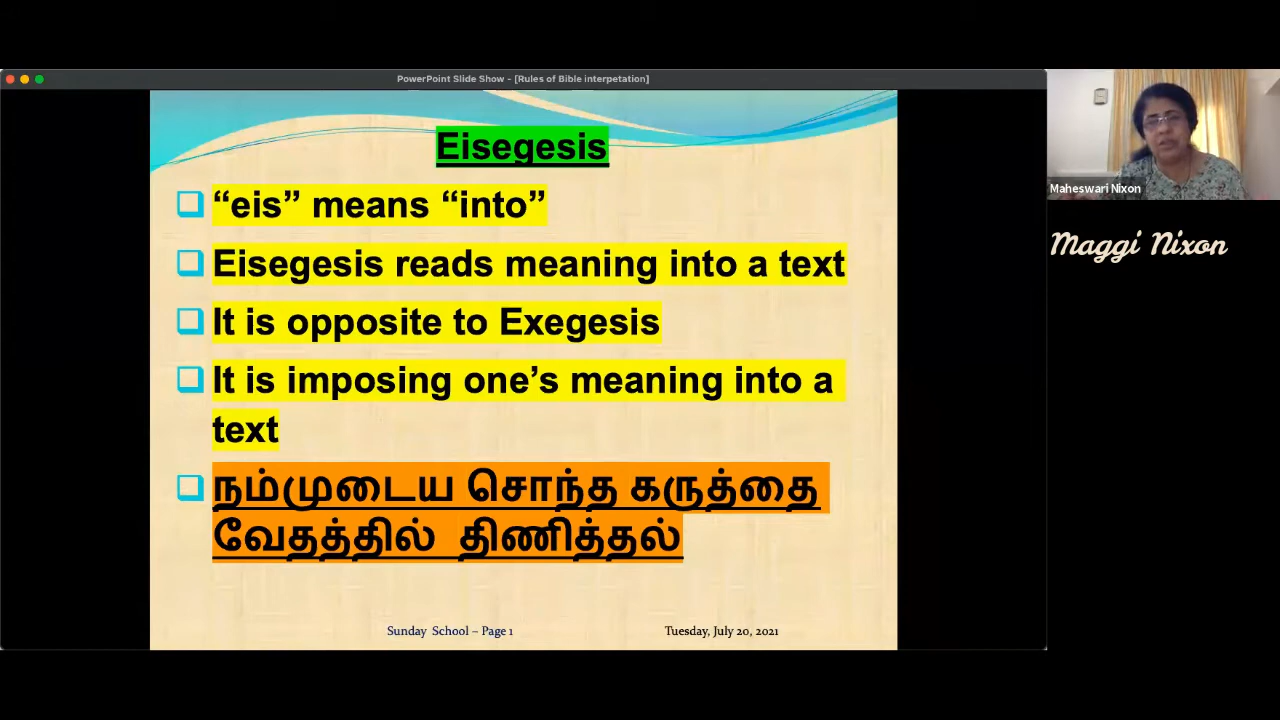 PowerPoint Slide Show - [Rules of Bible interpetation]
Eisegesis
“eis” means “into”
Eisegesis reads meaning into a text
It is opposite to Exegesis
It is imposing one’s meaning into a
text
நம்முடைய சொந்த கருத்தை
வேதத்தில் திணித்தல்
Sunday School – Page 1
Tuesday, July 20, 2021
Maheswari Nixon
Maggi Nixon